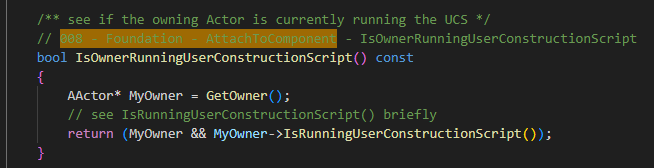 /** see if the owning Actor is currently running the UCS */
// 008 - Foundation - AttachToComponent - IsOwnerRunningUserConstructionScript
bool IsOwnerRunningUserConstructionScript() const
{
AActor* MyOwner = GetOwner();
// see IsRunningUserConstructionScript() briefly
return (MyOwner && MyOwner->IsRunningUserConstructionScript());
}